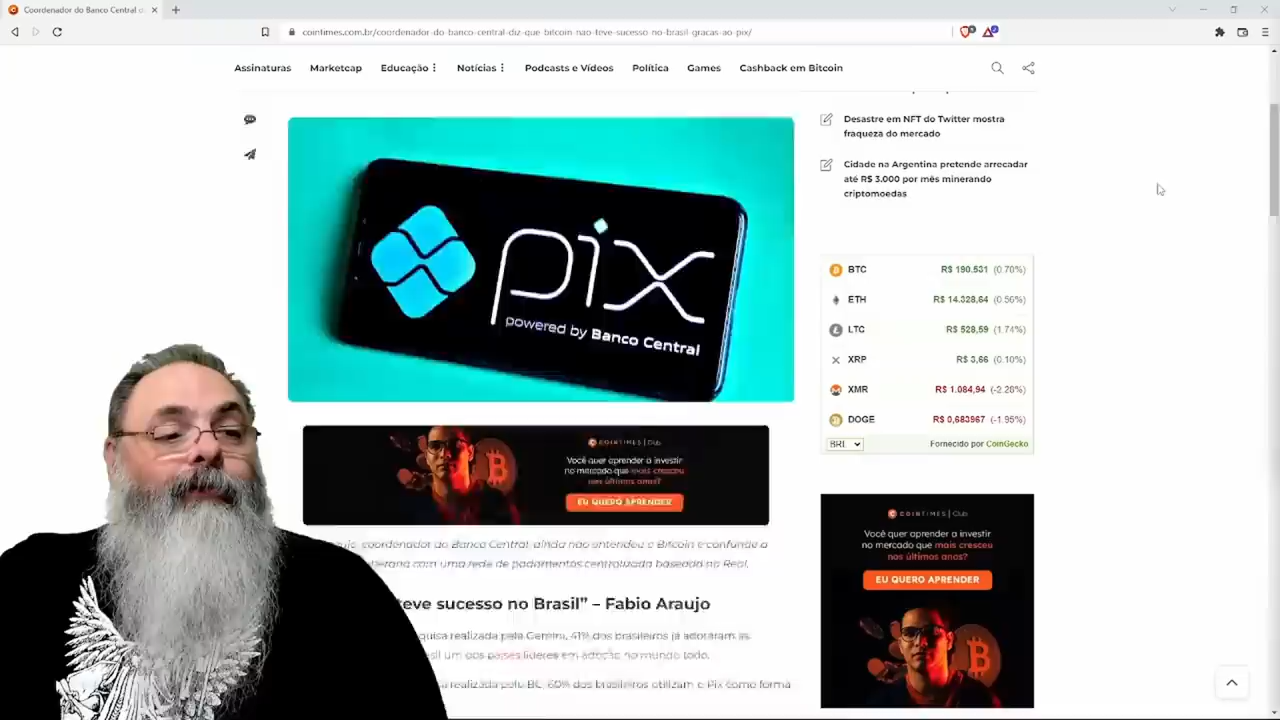 Coordenador do Banco Central d
cointimes.com.br/coordenador-do-banco-central-diz-que-bitcoin-nao-teve-sucesso-no-brasil-gracas-ao-pix/
Assinaturas Marketcap Educação Notícias Podcasts e Vídeos Política Games Cashback em Bitcoin
Desastre em NFT do Twitter mostra
fraqueza do mercado
Cidade na Argentina pretende arrecadar
até R$ 3.000 por mês minerando
criptomoedas
pix
powered by Banco Central
BTC R$ 190.531 (0.70%)
ETH R$ 14.328,64 (0.56%)
LTC R$ 528,59 (1.74%)
XRP R$ 3,66 (0.10%)
XMR R$ 1.084,94 (-2.28%)
DOGE R$ 0,683967 (-1.95%)
BRL Fornecido por CoinGecko
COINTIMES | Club
Você quer aprender a investir
no mercado que mais cresceu
nos últimos anos?
EU QUERO APRENDER
COINTIMES | Club
Você quer aprender a investir
no mercado que mais cresceu
nos últimos anos?
EU QUERO APRENDER
coordenador do Banco Central, ainda não entendeu o Bitcoin e confunde a
com uma rede de pagamentos centralizada baseada no Real.
teve sucesso no Brasil” – Fabio Araujo
realizada pela Gemini, 41% dos brasileiros já adotaram as
um dos países líderes em adoção no mundo todo.
realizada pelo BC, 60% dos brasileiros utilizam o Pix como forma